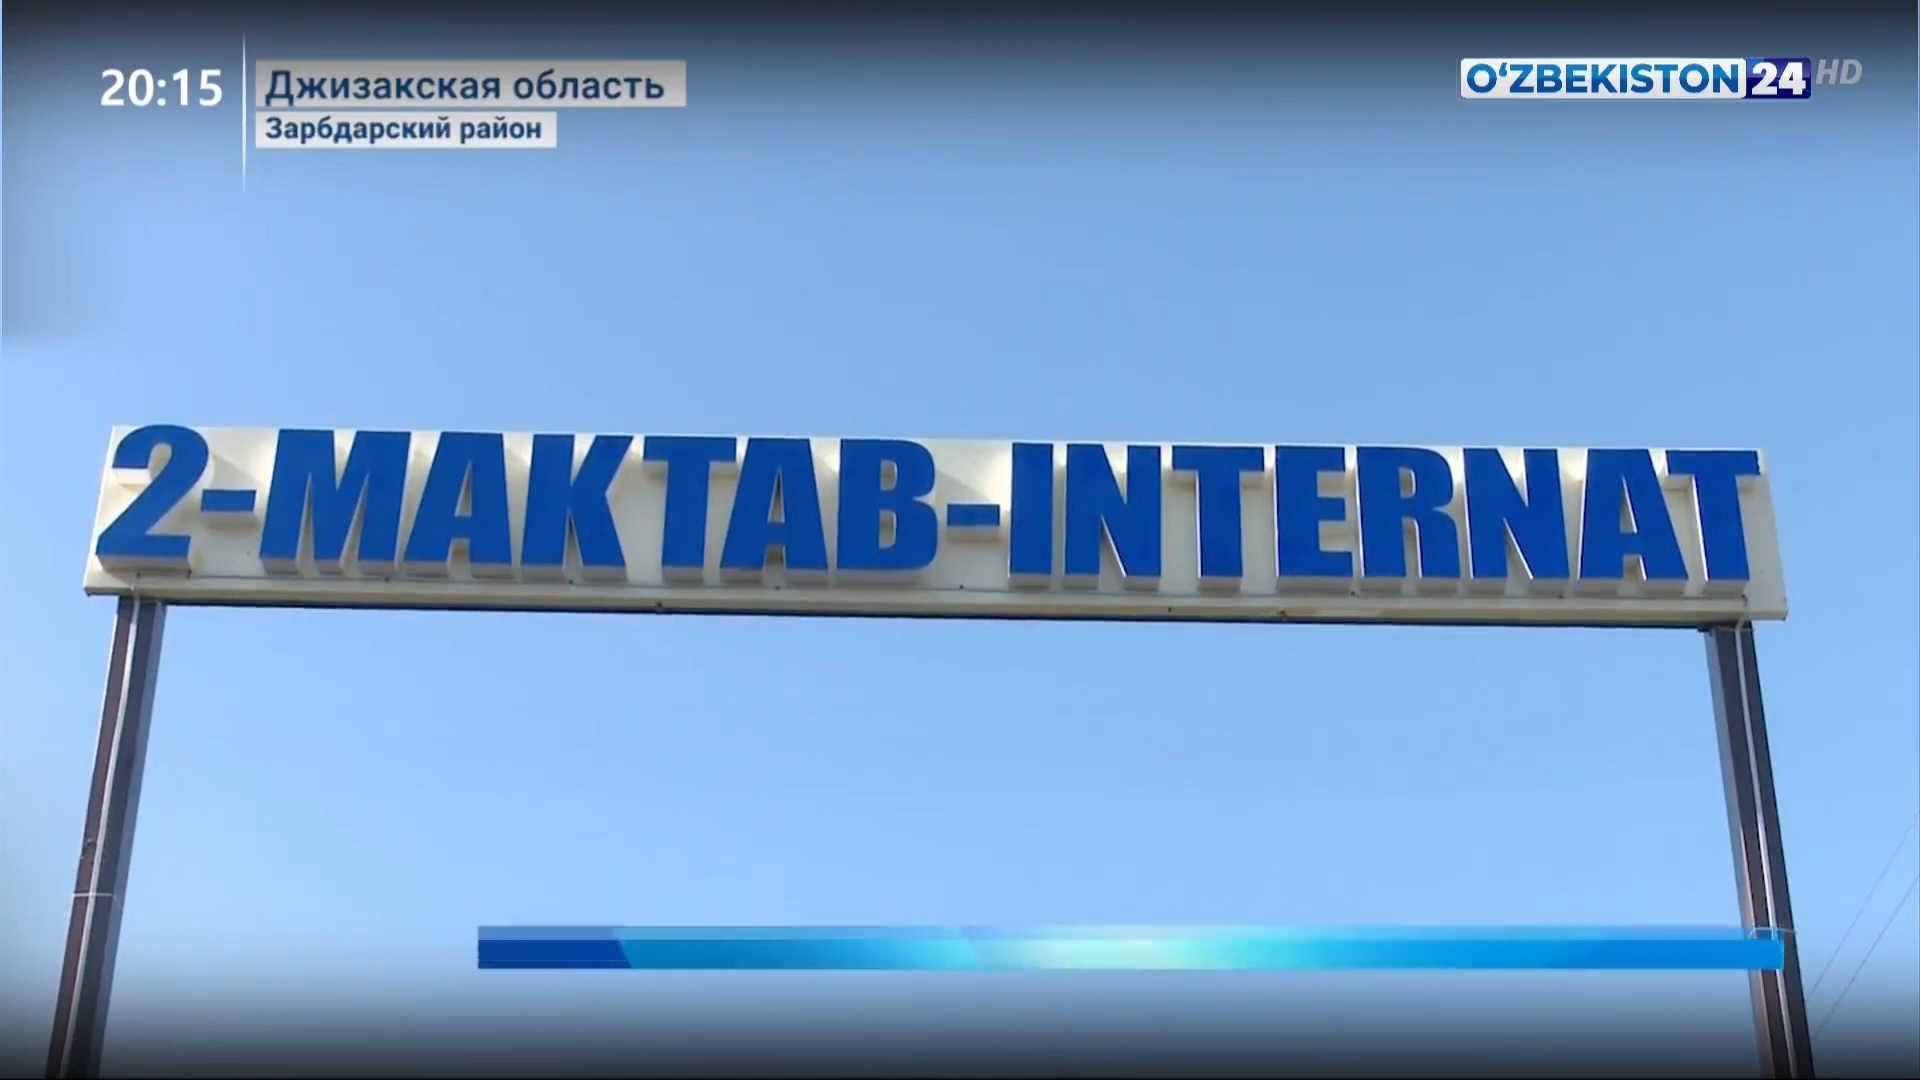 20:15
Джизакская область
Зарбдарский район
O‘ZBEKISTON 24 HD
2-MAKTAB-INTERNAT